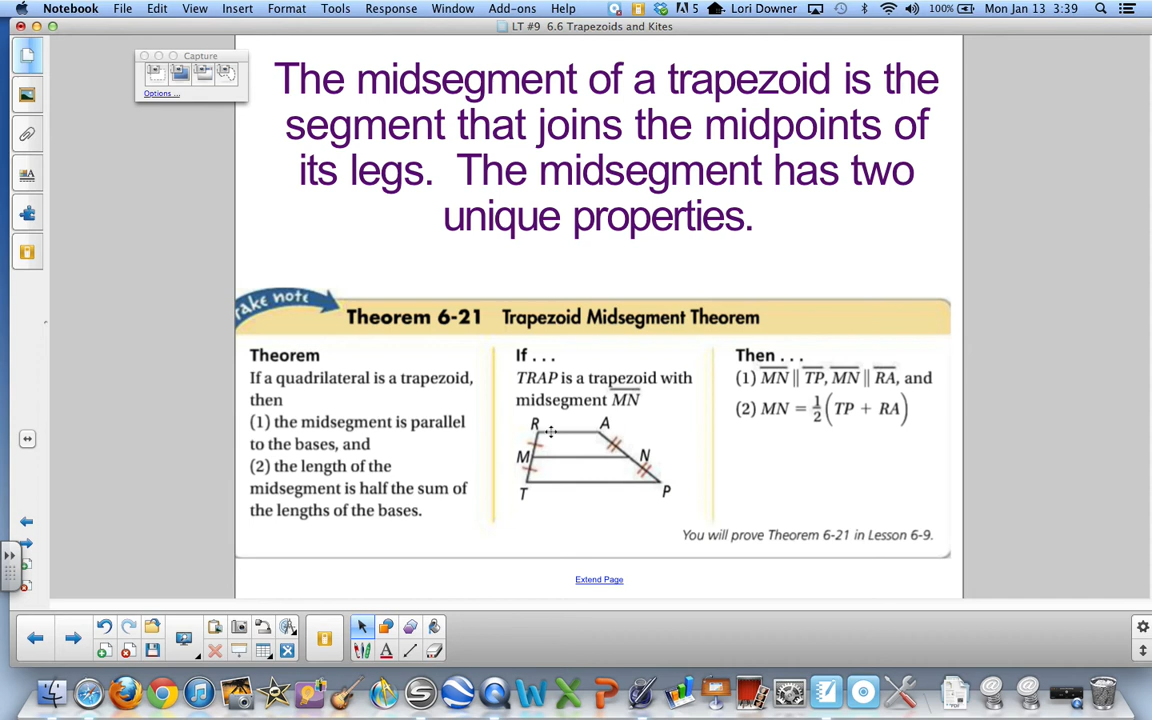 Notebook File Edit View Insert Format Tools Response Window Add-ons Help 5 Lori Downer 100% Mon Jan 13 3:39
LT #9 6.6 Trapezoids and Kites
Capture
Options ...
The midsegment of a trapezoid is the
segment that joins the midpoints of
its legs. The midsegment has two
unique properties.
Take note
Theorem 6-21 Trapezoid Midsegment Theorem
Theorem
If a quadrilateral is a trapezoid,
then
(1) the midsegment is parallel
to the bases, and
(2) the length of the
midsegment is half the sum of
the lengths of the bases.
If . . .
TRAP is a trapezoid with
midsegment M̅N̅
R A
M N
T P
Then . . .
(1) M̅N̅ ∥ T̅P̅, M̅N̅ ∥ R̅A̅, and
(2) MN = 1/2(TP + RA)
You will prove Theorem 6-21 in Lesson 6-9.
Extend Page